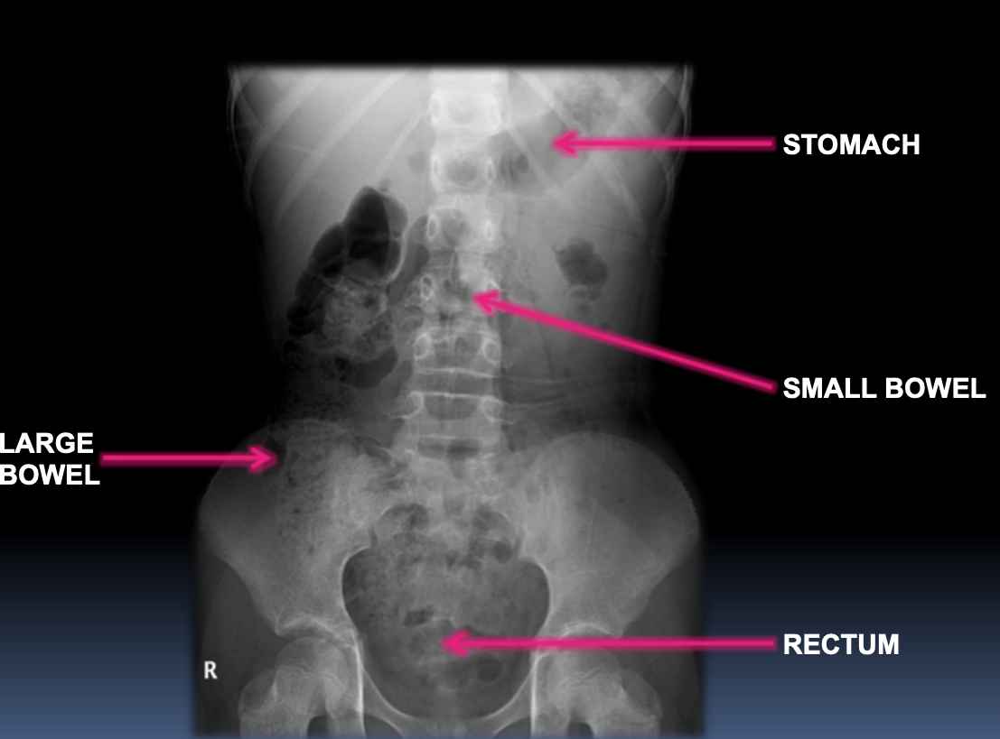 STOMACH
SMALL BOWEL
LARGE
BOWEL
RECTUM
R